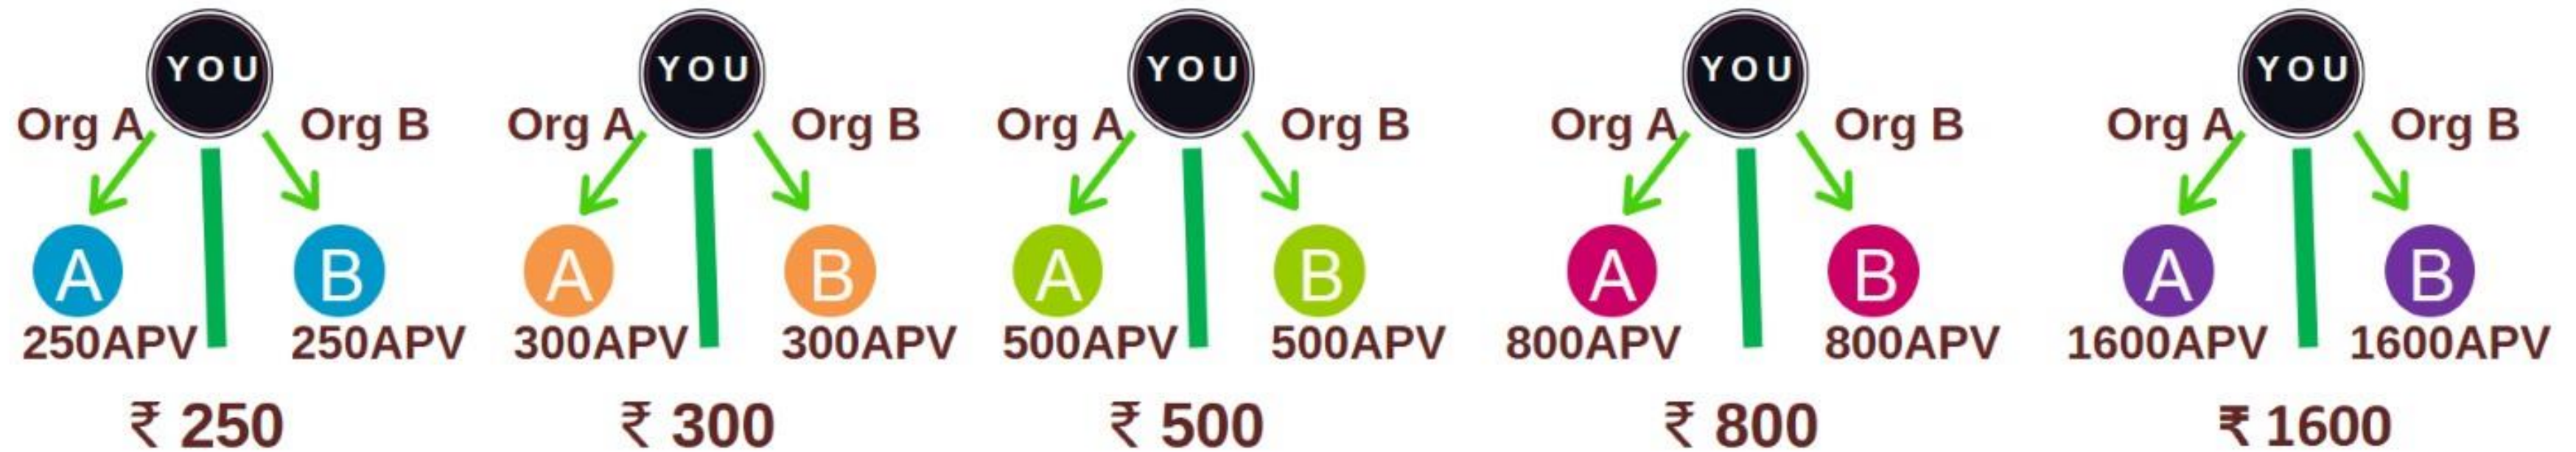 YOU YOU YOU YOU YOU
Org A Org B Org A Org B Org A Org B Org A Org B Org A Org B
A B A B A B A B A B
250APV 250APV 300APV 300APV 500APV 500APV 800APV 800APV 1600APV 1600APV
₹ 250 ₹ 300 ₹ 500 ₹ 800 ₹ 1600